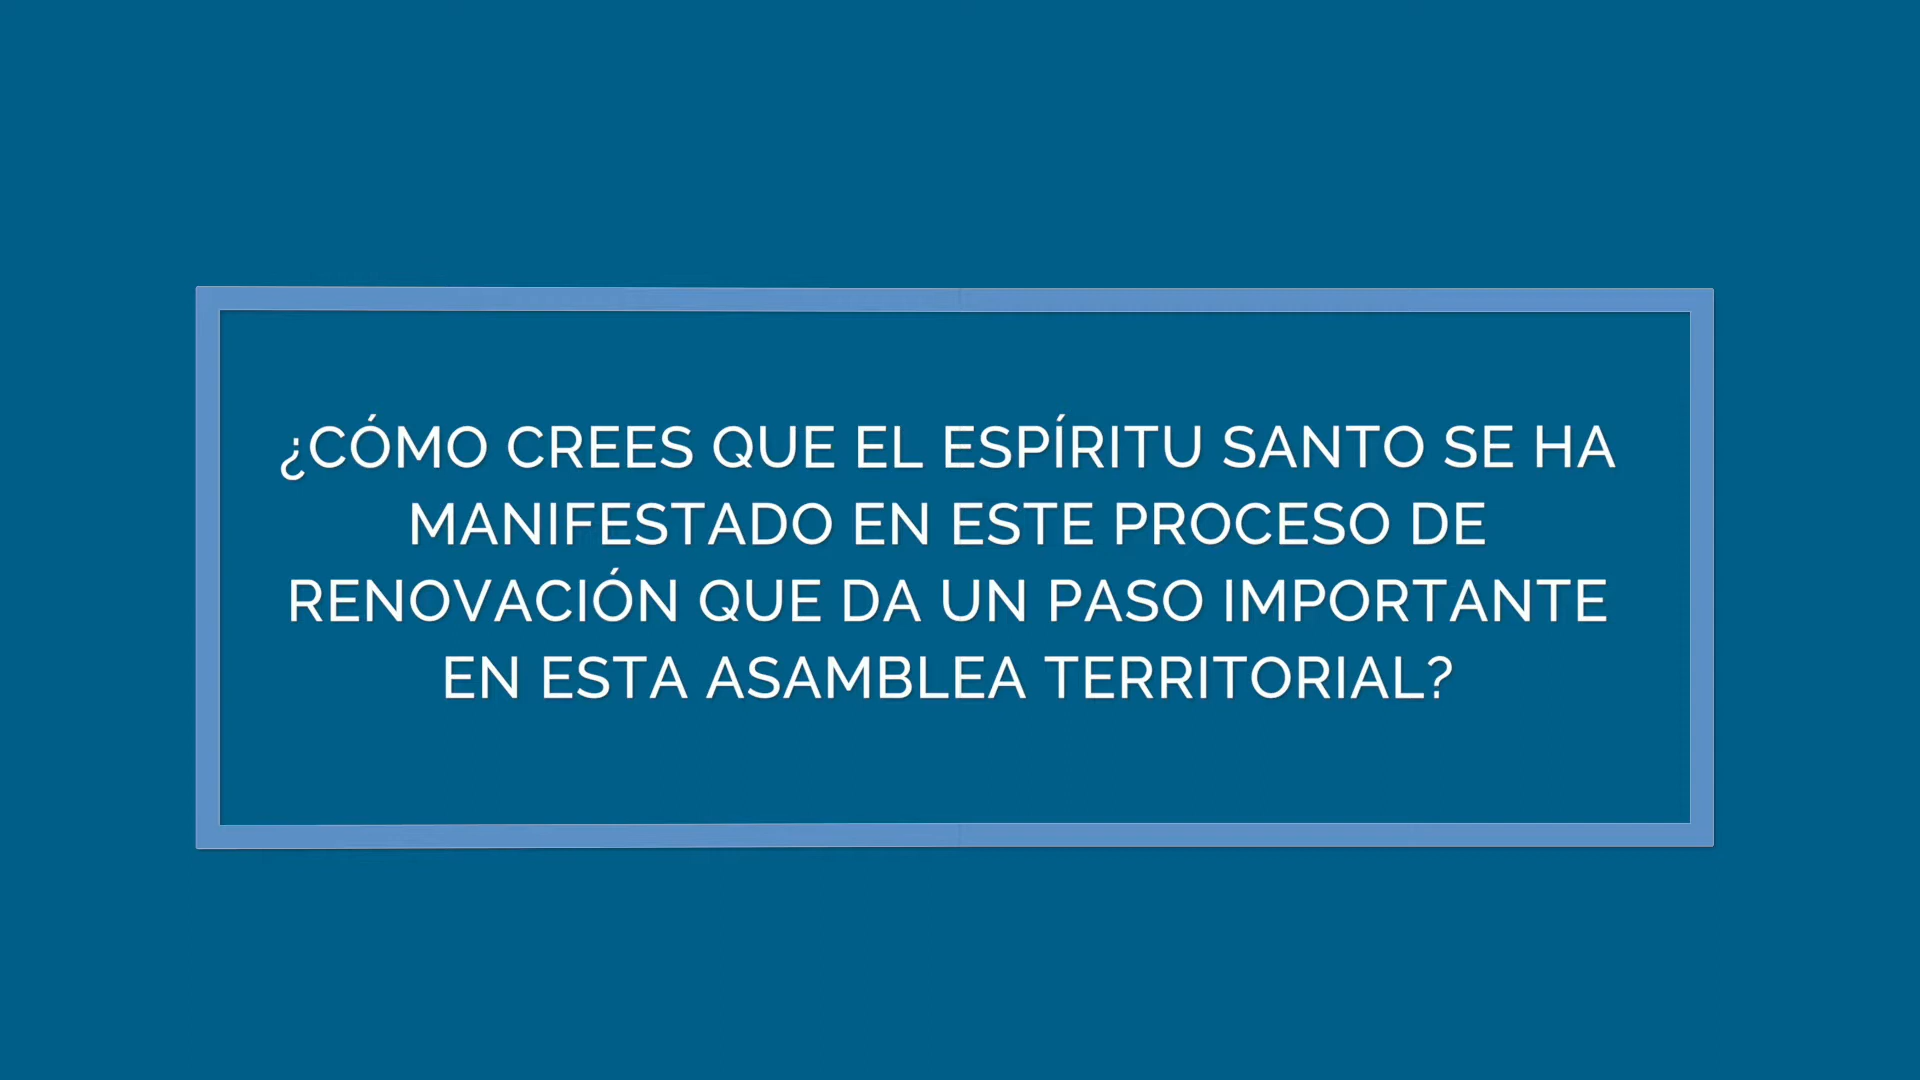 ¿CÓMO CREES QUE EL ESPÍRITU SANTO SE HA
MANIFESTADO EN ESTE PROCESO DE
RENOVACIÓN QUE DA UN PASO IMPORTANTE
EN ESTA ASAMBLEA TERRITORIAL?